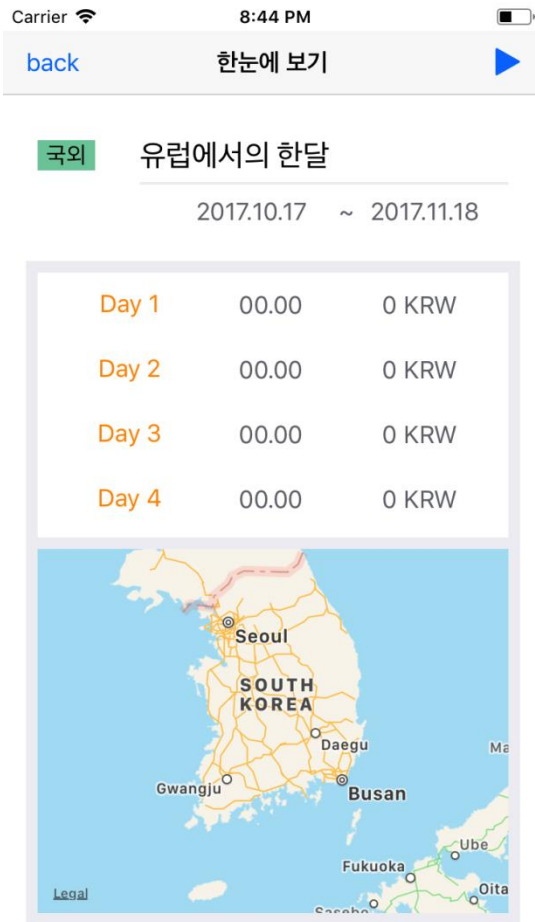 Carrier 8:44 PM
back 한눈에 보기
국외 유럽에서의 한달
2017.10.17 ~ 2017.11.18
Day 1 00.00 0 KRW
Day 2 00.00 0 KRW
Day 3 00.00 0 KRW
Day 4 00.00 0 KRW
Seoul
SOUTH
KOREA
Daegu
Ma
Gwangju
Busan
Ube
Fukuoka
Oita
Legal
Sasebo